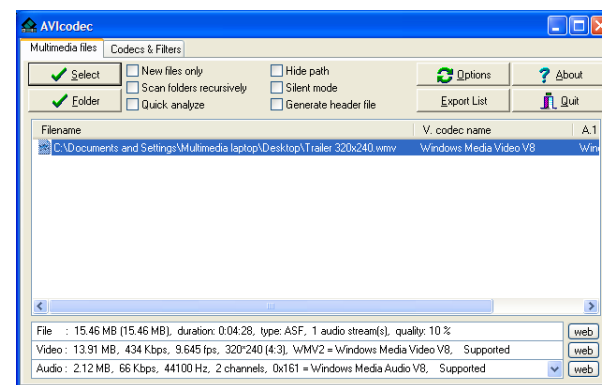 AVIcodec
Multimedia files Codecs & Filters
Select New files only Hide path Options About
Scan folders recursively Silent mode
Folder Quick analyze Generate header file Export List Quit
Filename V. codec name A.1
C:\Documents and Settings\Multimedia laptop\Desktop\Trailer 320x240.wmv Windows Media Video V8 Win
File : 15.46 MB (15.46 MB), duration: 0:04:28, type: ASF, 1 audio stream(s), quality: 10 % web
Video : 13.91 MB, 434 Kbps, 9.645 fps, 320*240 (4:3), WMV2 = Windows Media Video V8, Supported web
Audio : 2.12 MB, 66 Kbps, 44100 Hz, 2 channels, 0x161 = Windows Media Audio V8, Supported web